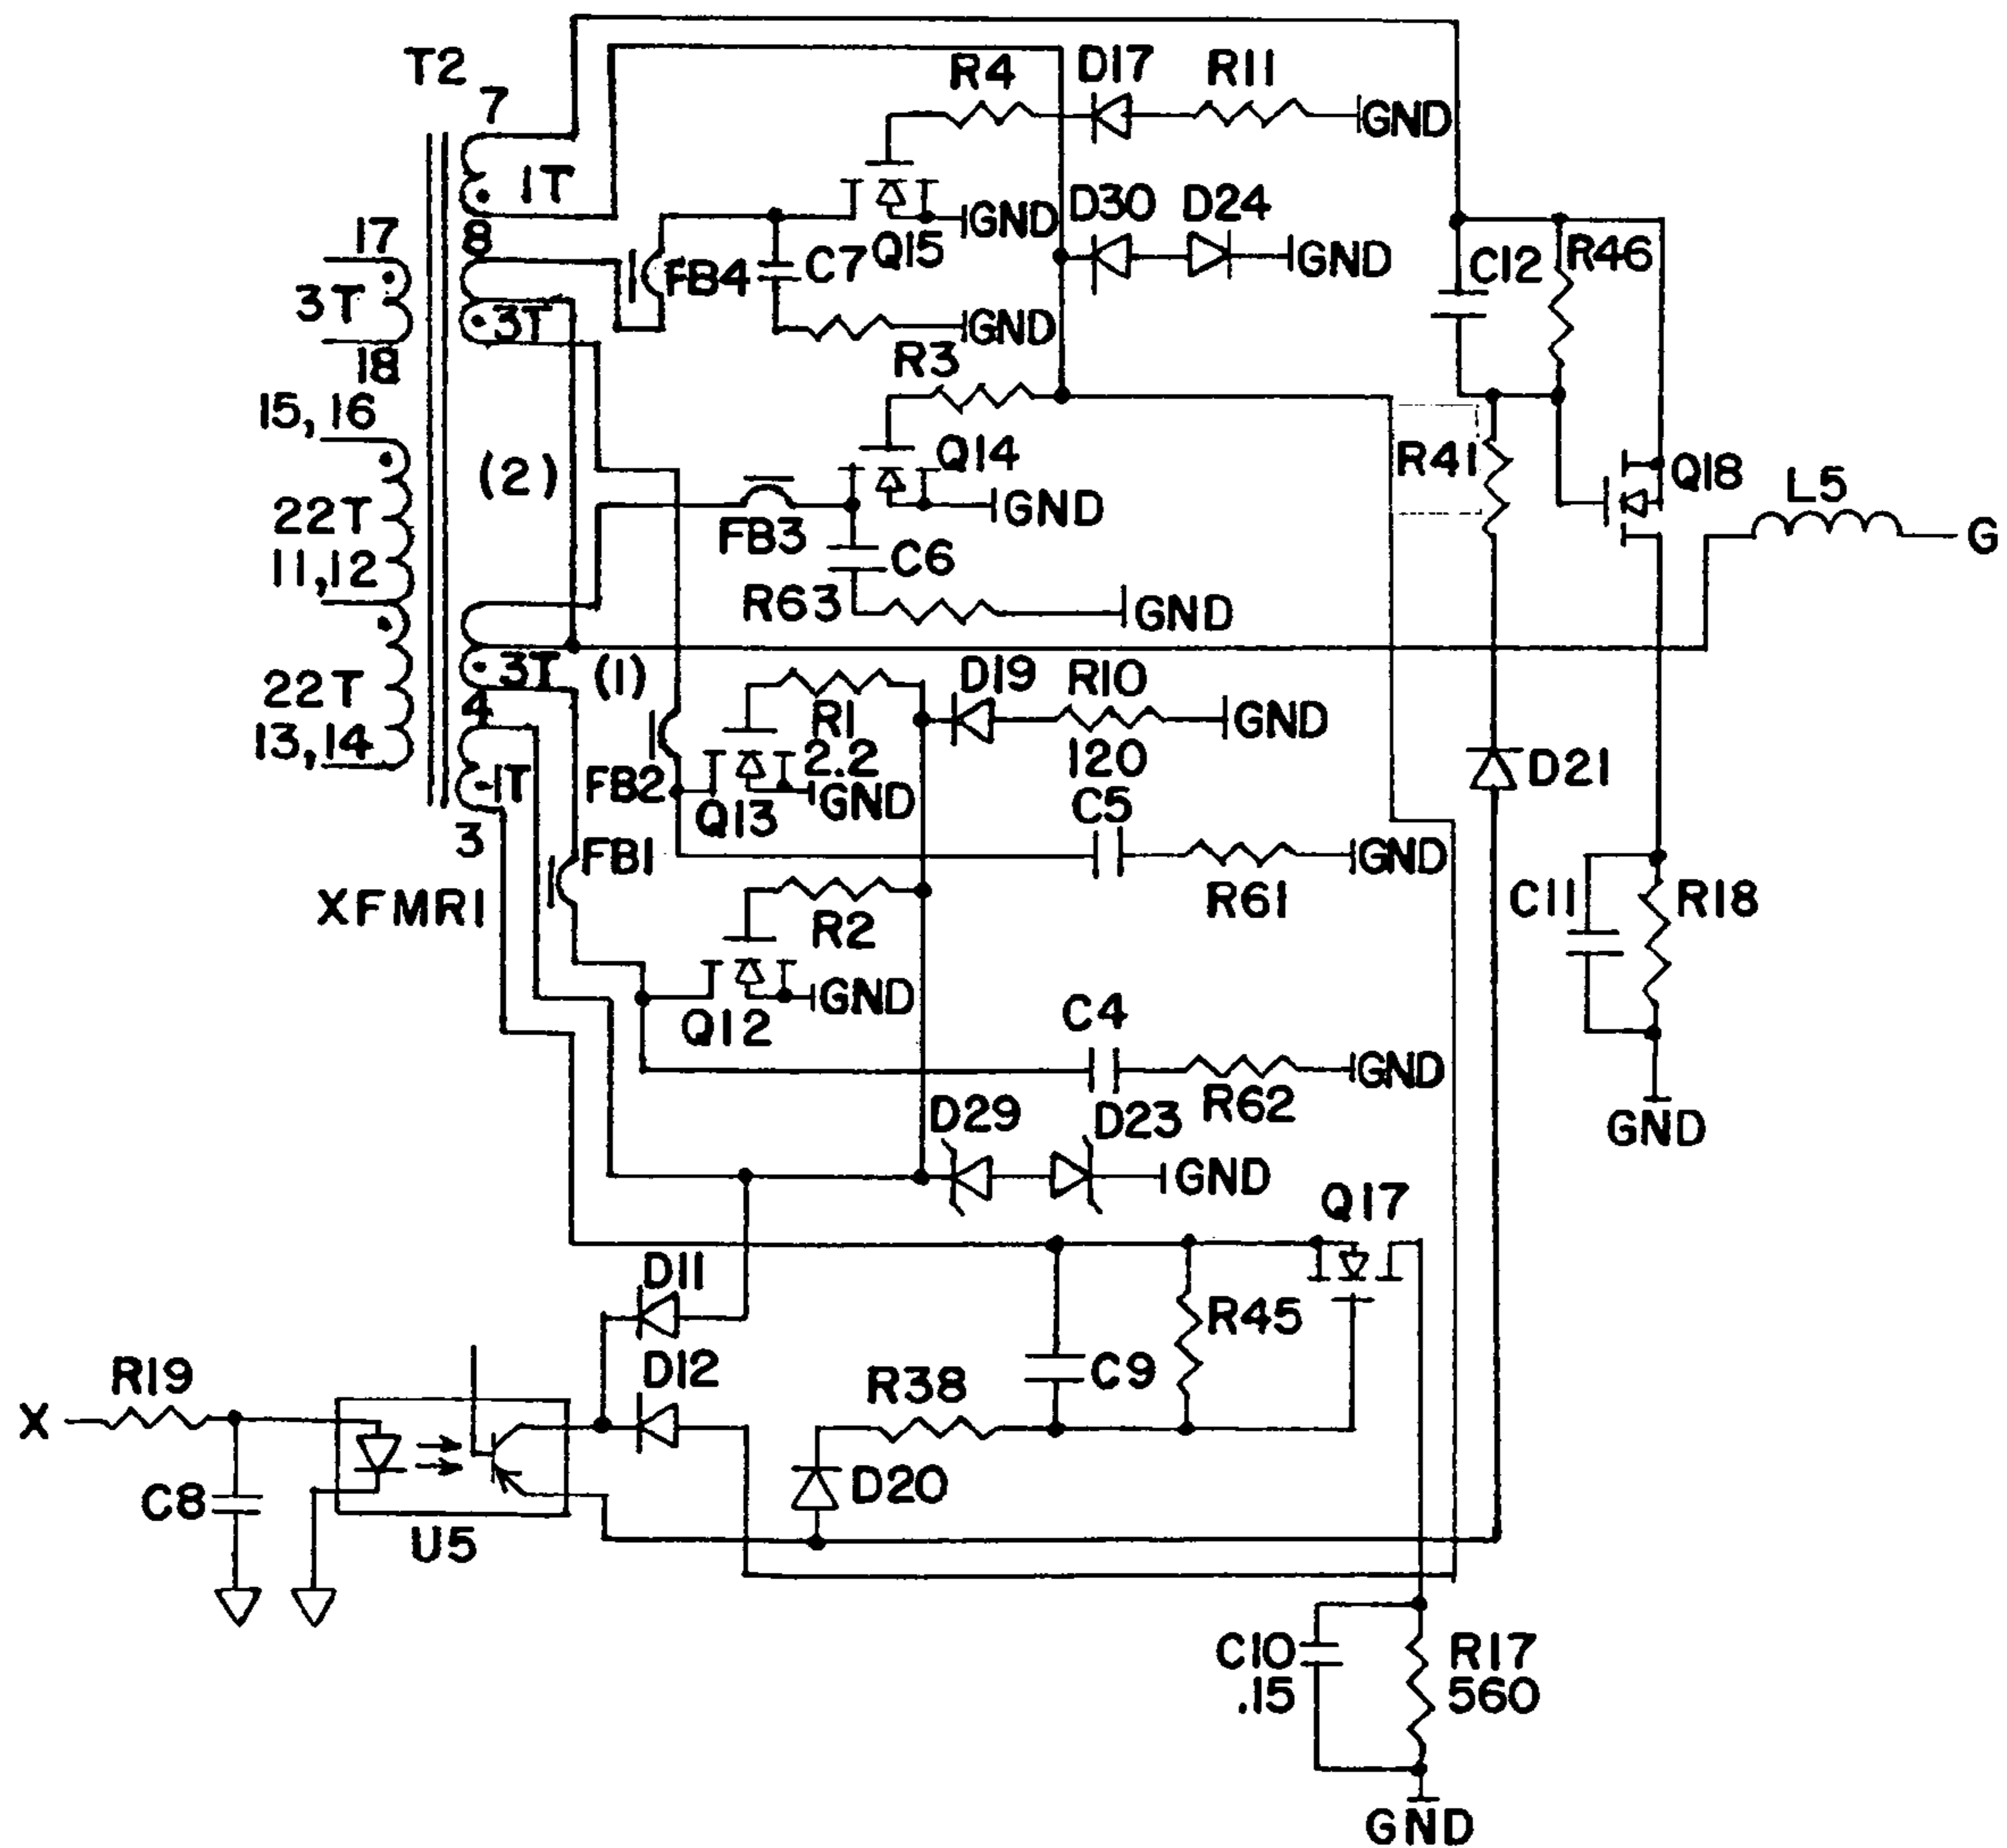 T2
7
R4
D17
R11
GND
1T
17
8
GND
D30
D24
Q15
FB4
C7
GND
C12
R46
3T
3T
GND
18
R3
15, 16
Q14
R41
Q18
(2)
L5
22T
GND
G
FB3
11,12
C6
R63
GND
3T
(1)
D19
R10
22T
4
R1
GND
13,14
2.2
120
1T
FB2
GND
D21
Q13
C5
3
FB1
GND
XFMR1
R2
R61
C11
R18
GND
Q12
C4
GND
D29
D23
R62
GND
GND
Q17
D11
R45
R19
D12
R38
C9
X
D20
C8
U5
C10
.15
R17
560
GND